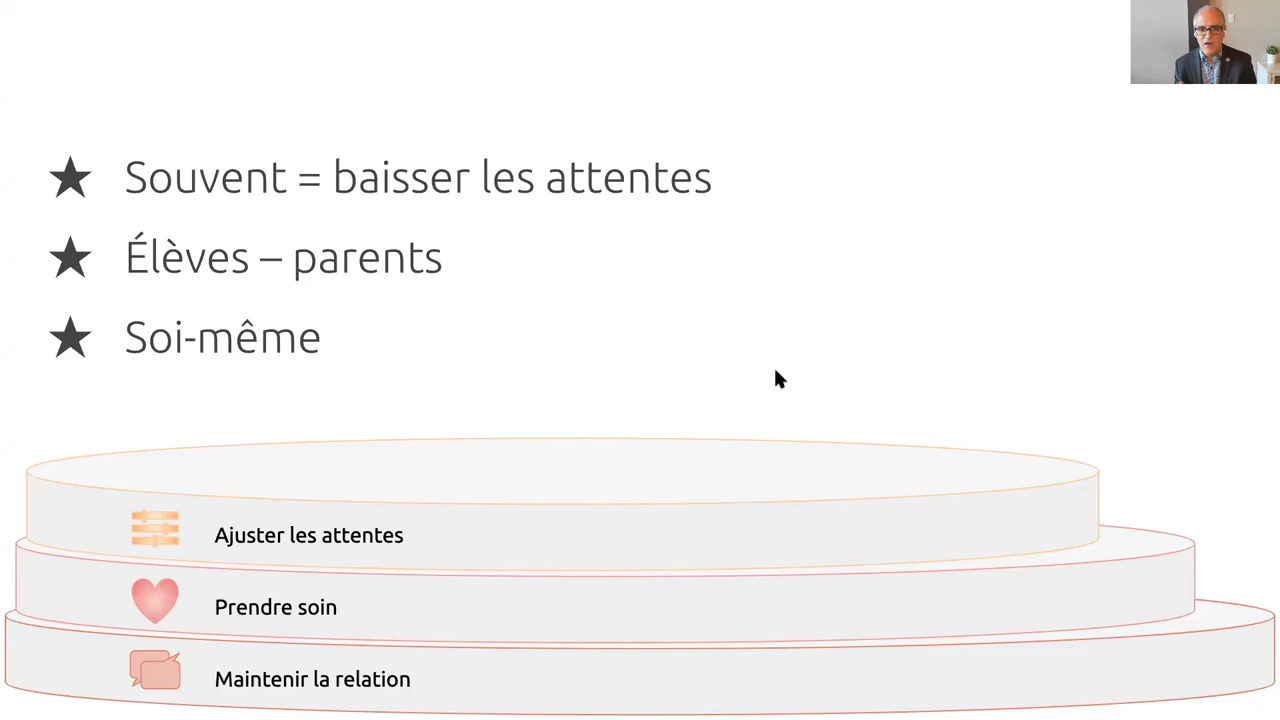 Souvent = baisser les attentes
Élèves – parents
Soi-même
Ajuster les attentes
Prendre soin
Maintenir la relation